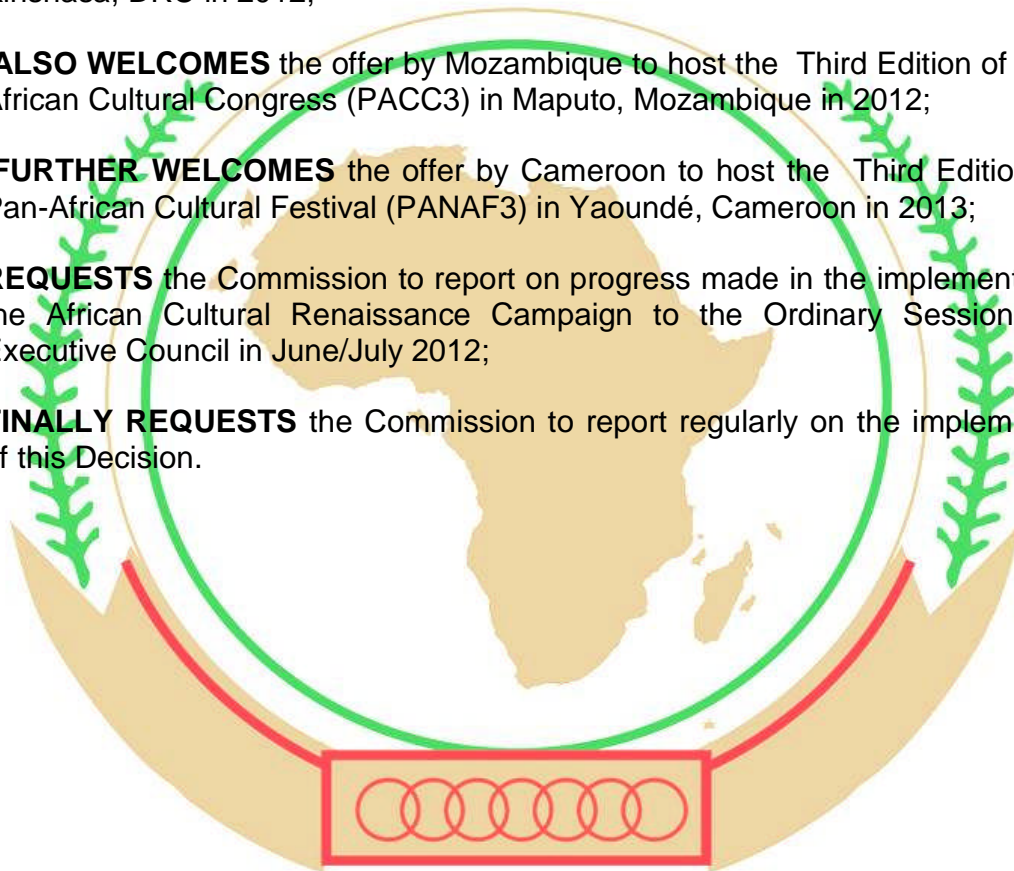 DRC in 2012;
ALSO WELCOMES the offer by Mozambique to host the Third Edition of
African Cultural Congress (PACC3) in Maputo, Mozambique in 2012;
FURTHER WELCOMES the offer by Cameroon to host the Third Editio
Pan-African Cultural Festival (PANAF3) in Yaoundé, Cameroon in 2013;
REQUESTS the Commission to report on progress made in the implement
he African Cultural Renaissance Campaign to the Ordinary Session
Executive Council in June/July 2012;
FINALLY REQUESTS the Commission to report regularly on the implem
f this Decision.